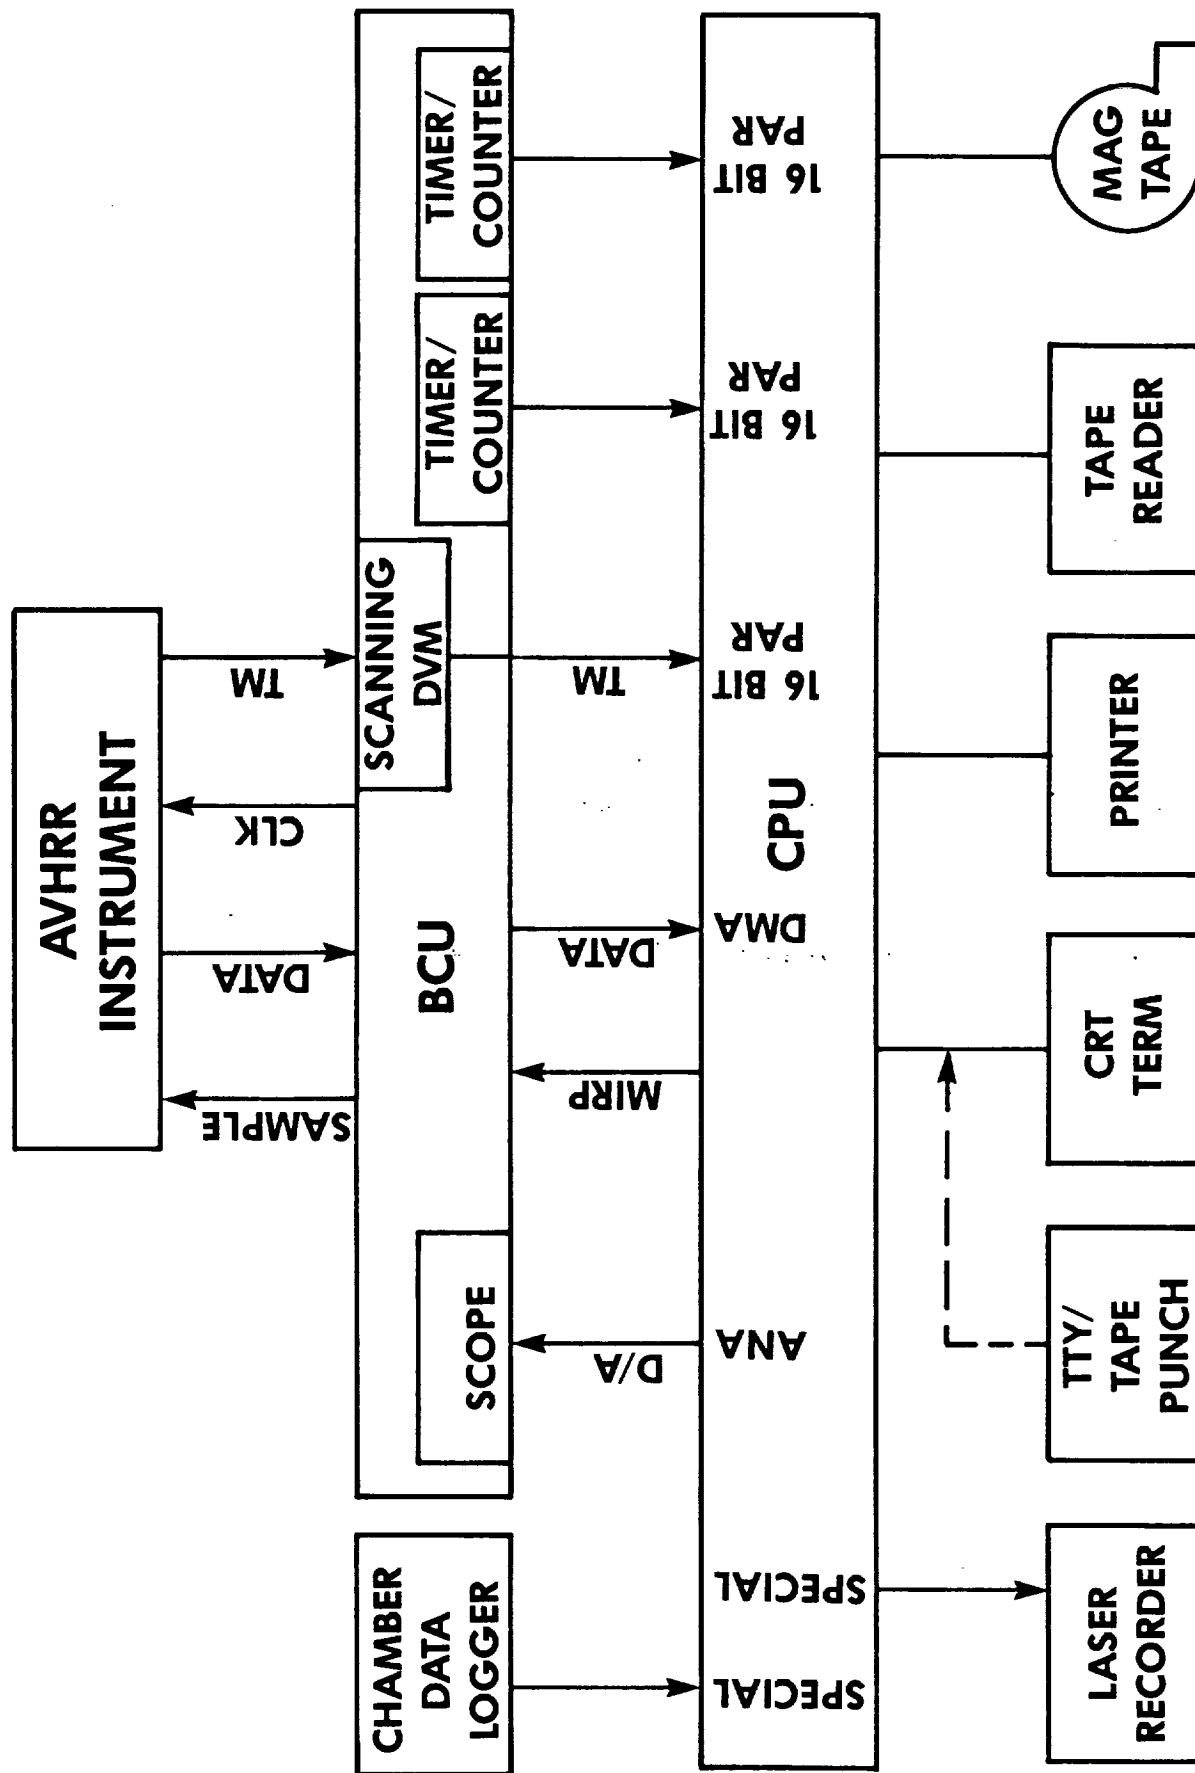 AVHRR
INSTRUMENT
SAMPLE
DATA
CLK
TM
CHAMBER
DATA
LOGGER
BCU
SCOPE
SCANNING
DVM
TIMER/
COUNTER
TIMER/
COUNTER
D/A
MIRP
DATA
TM
SPECIAL
SPECIAL
ANA
DMA
CPU
16 BIT
PAR
16 BIT
PAR
16 BIT
PAR
LASER
RECORDER
TTY/
TAPE
PUNCH
CRT
TERM
PRINTER
TAPE
READER
MAG
TAPE